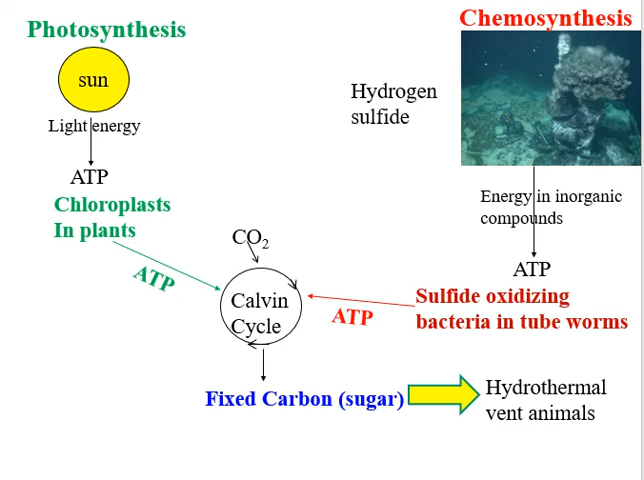 Photosynthesis
sun
Light energy
ATP
Chloroplasts
In plants
ATP
Chemosynthesis
Hydrogen
sulfide
Energy in inorganic
compounds
ATP
Sulfide oxidizing
bacteria in tube worms
ATP
CO₂
Calvin
Cycle
Fixed Carbon (sugar)
Hydrothermal
vent animals